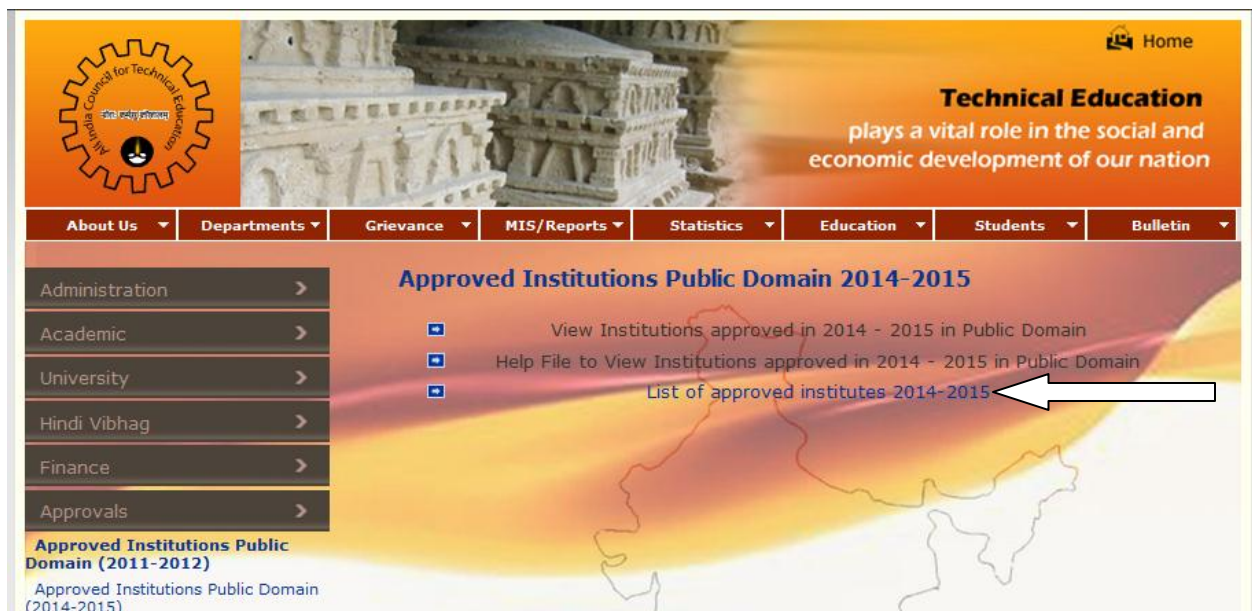 All India Council for Technical Education
Home
Technical Education
plays a vital role in the social and
economic development of our nation
About Us
Departments
Grievance
MIS/Reports
Statistics
Education
Students
Bulletin
Administration
Academic
University
Hindi Vibhag
Finance
Approvals
Approved Institutions Public
Domain (2011-2012)
Approved Institutions Public Domain
(2014-2015)
Approved Institutions Public Domain 2014-2015
View Institutions approved in 2014 - 2015 in Public Domain
Help File to View Institutions approved in 2014 - 2015 in Public Domain
List of approved institutes 2014-2015